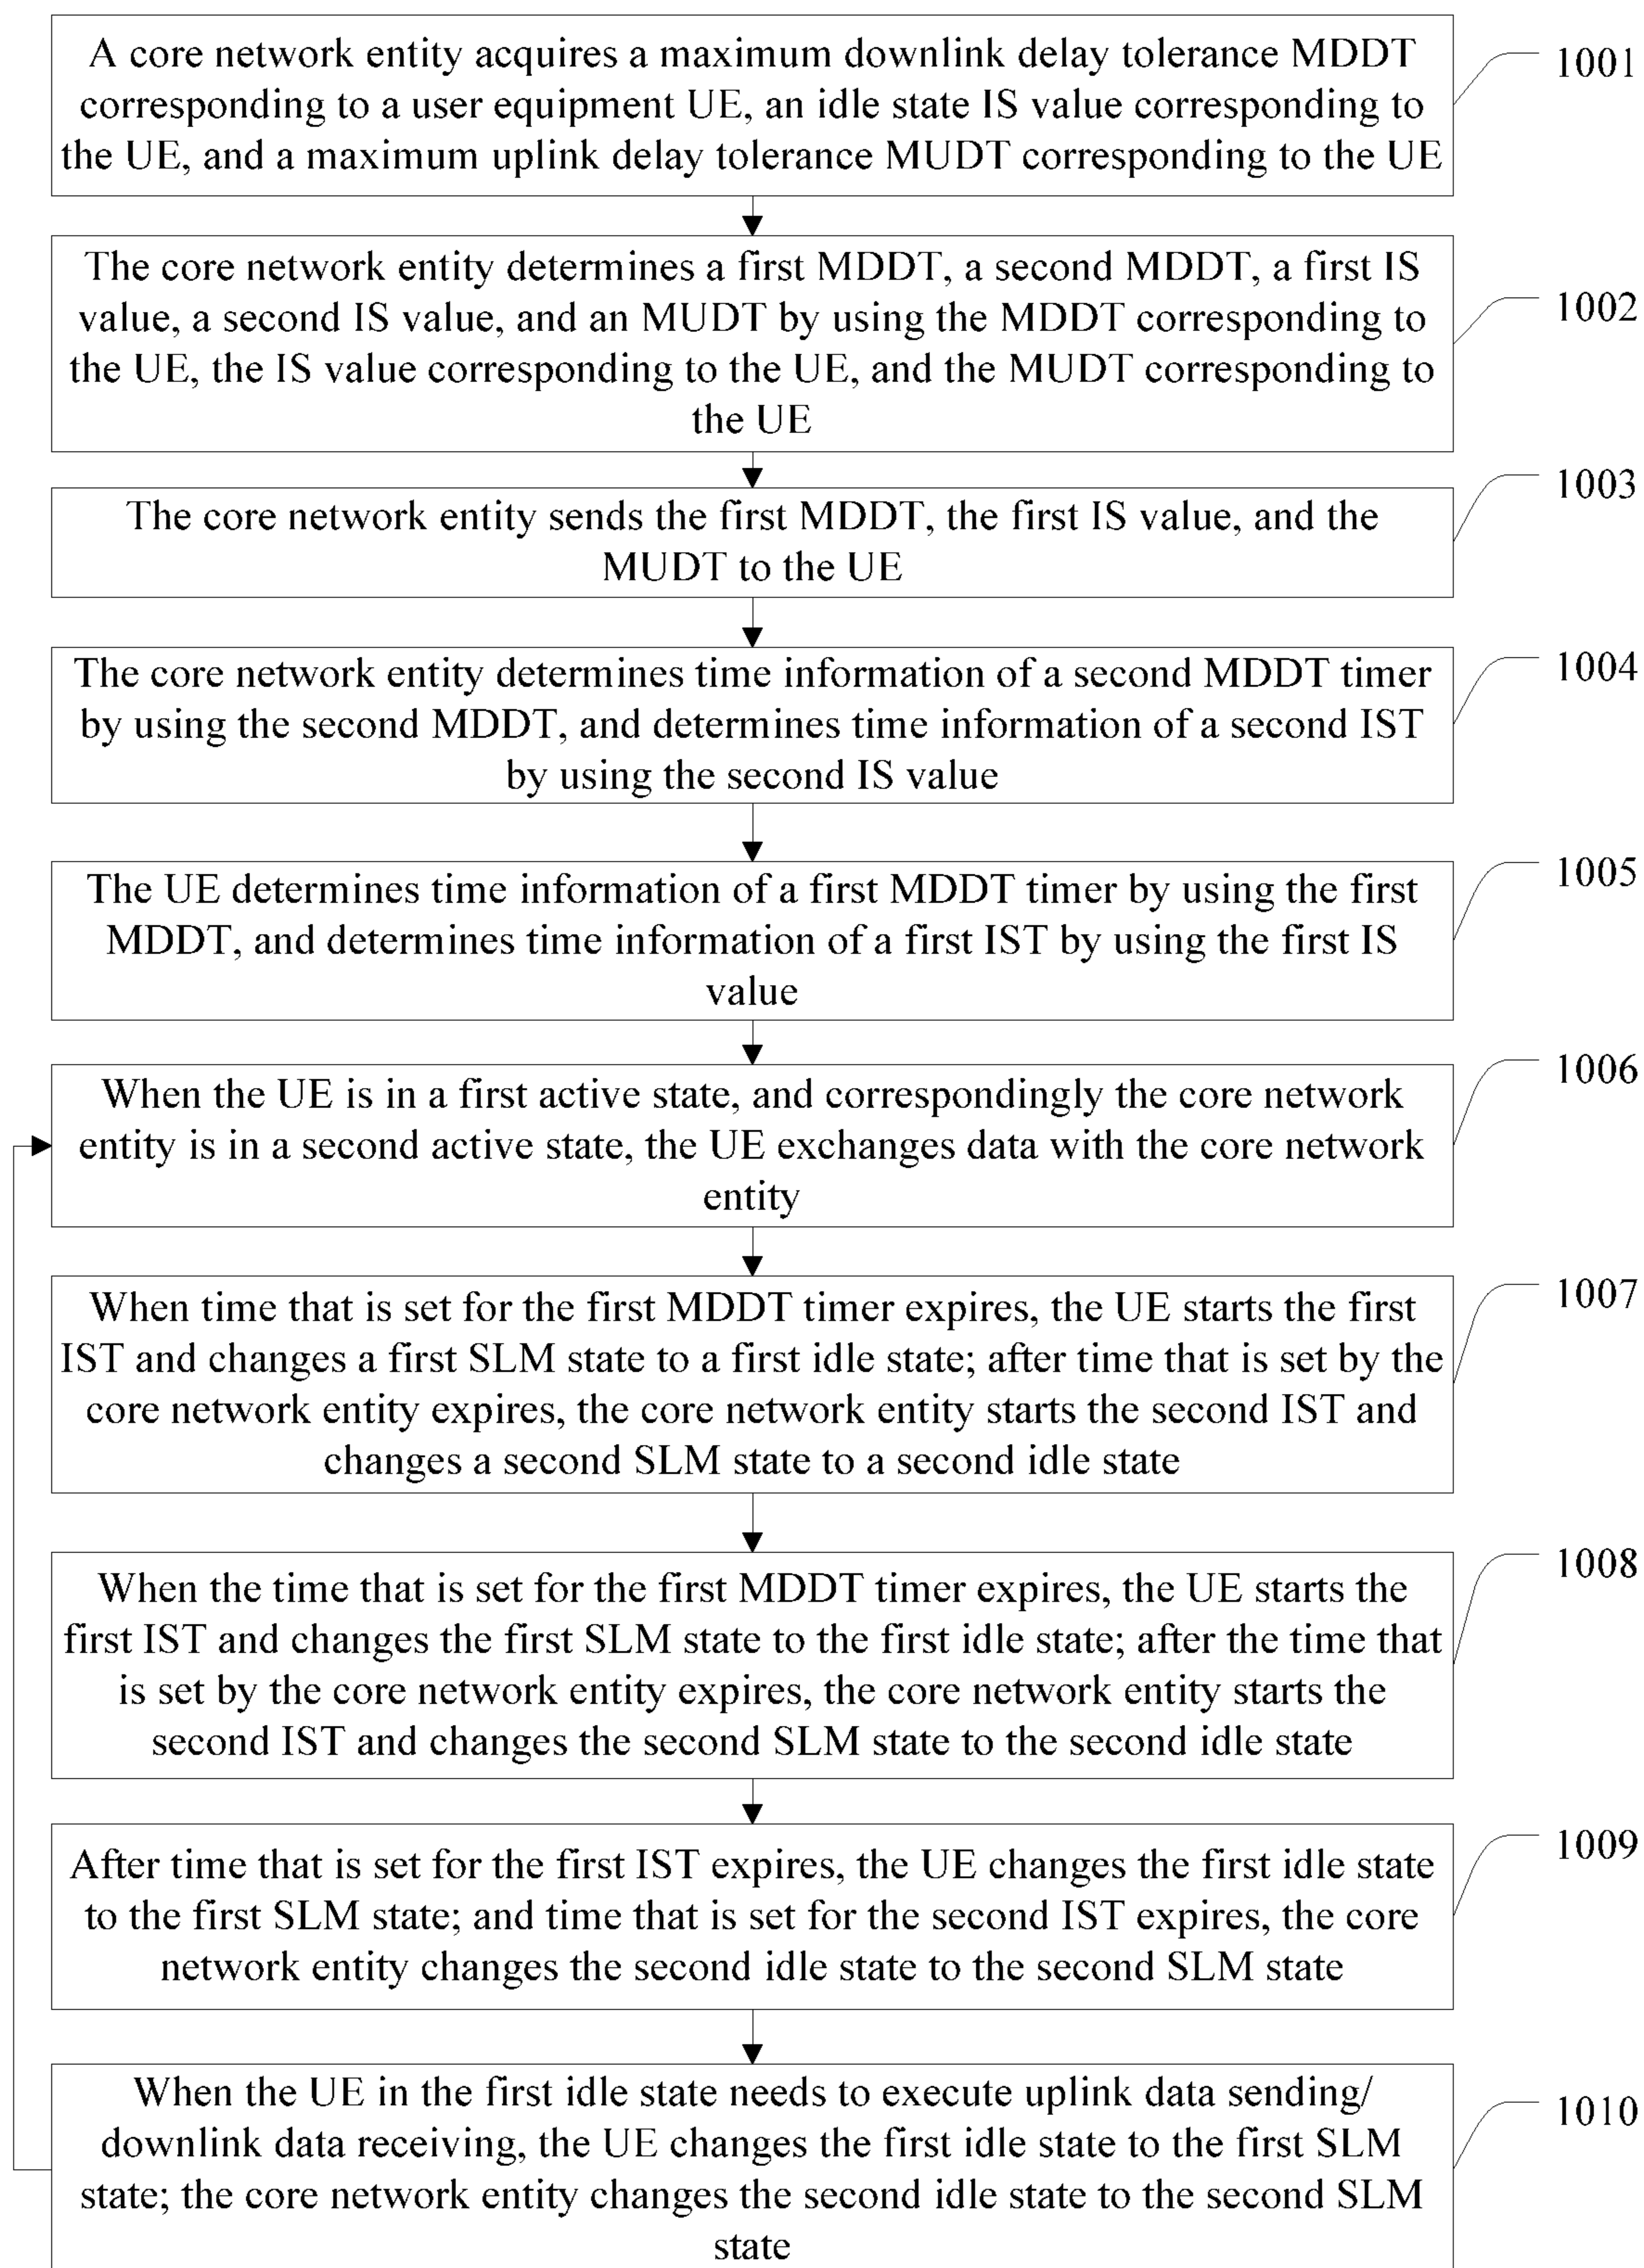 A core network entity acquires a maximum downlink delay tolerance MDDT
corresponding to a user equipment UE, an idle state IS value corresponding to
the UE, and a maximum uplink delay tolerance MUDT corresponding to the UE
1001
The core network entity determines a first MDDT, a second MDDT, a first IS
value, a second IS value, and an MUDT by using the MDDT corresponding to
the UE, the IS value corresponding to the UE, and the MUDT corresponding to
the UE
1002
The core network entity sends the first MDDT, the first IS value, and the
MUDT to the UE
1003
The core network entity determines time information of a second MDDT timer
by using the second MDDT, and determines time information of a second IST
by using the second IS value
1004
The UE determines time information of a first MDDT timer by using the first
MDDT, and determines time information of a first IST by using the first IS
value
1005
When the UE is in a first active state, and correspondingly the core network
entity is in a second active state, the UE exchanges data with the core network
entity
1006
When time that is set for the first MDDT timer expires, the UE starts the first
IST and changes a first SLM state to a first idle state; after time that is set by the
core network entity expires, the core network entity starts the second IST and
changes a second SLM state to a second idle state
1007
When the time that is set for the first MDDT timer expires, the UE starts the
first IST and changes the first SLM state to the first idle state; after the time that
is set by the core network entity expires, the core network entity starts the
second IST and changes the second SLM state to the second idle state
1008
After time that is set for the first IST expires, the UE changes the first idle state
to the first SLM state; and time that is set for the second IST expires, the core
network entity changes the second idle state to the second SLM state
1009
When the UE in the first idle state needs to execute uplink data sending/
downlink data receiving, the UE changes the first idle state to the first SLM
state; the core network entity changes the second idle state to the second SLM
state
1010